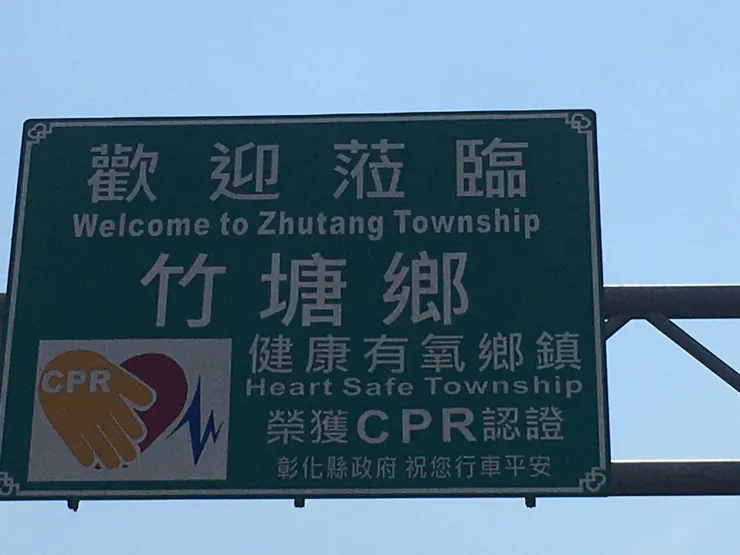 歡迎蒞臨
Welcome to Zhutang Township
竹塘鄉
CPR
健康有氧鄉鎮
Heart Safe Township
榮獲CPR認證
彰化縣政府 祝您行車平安